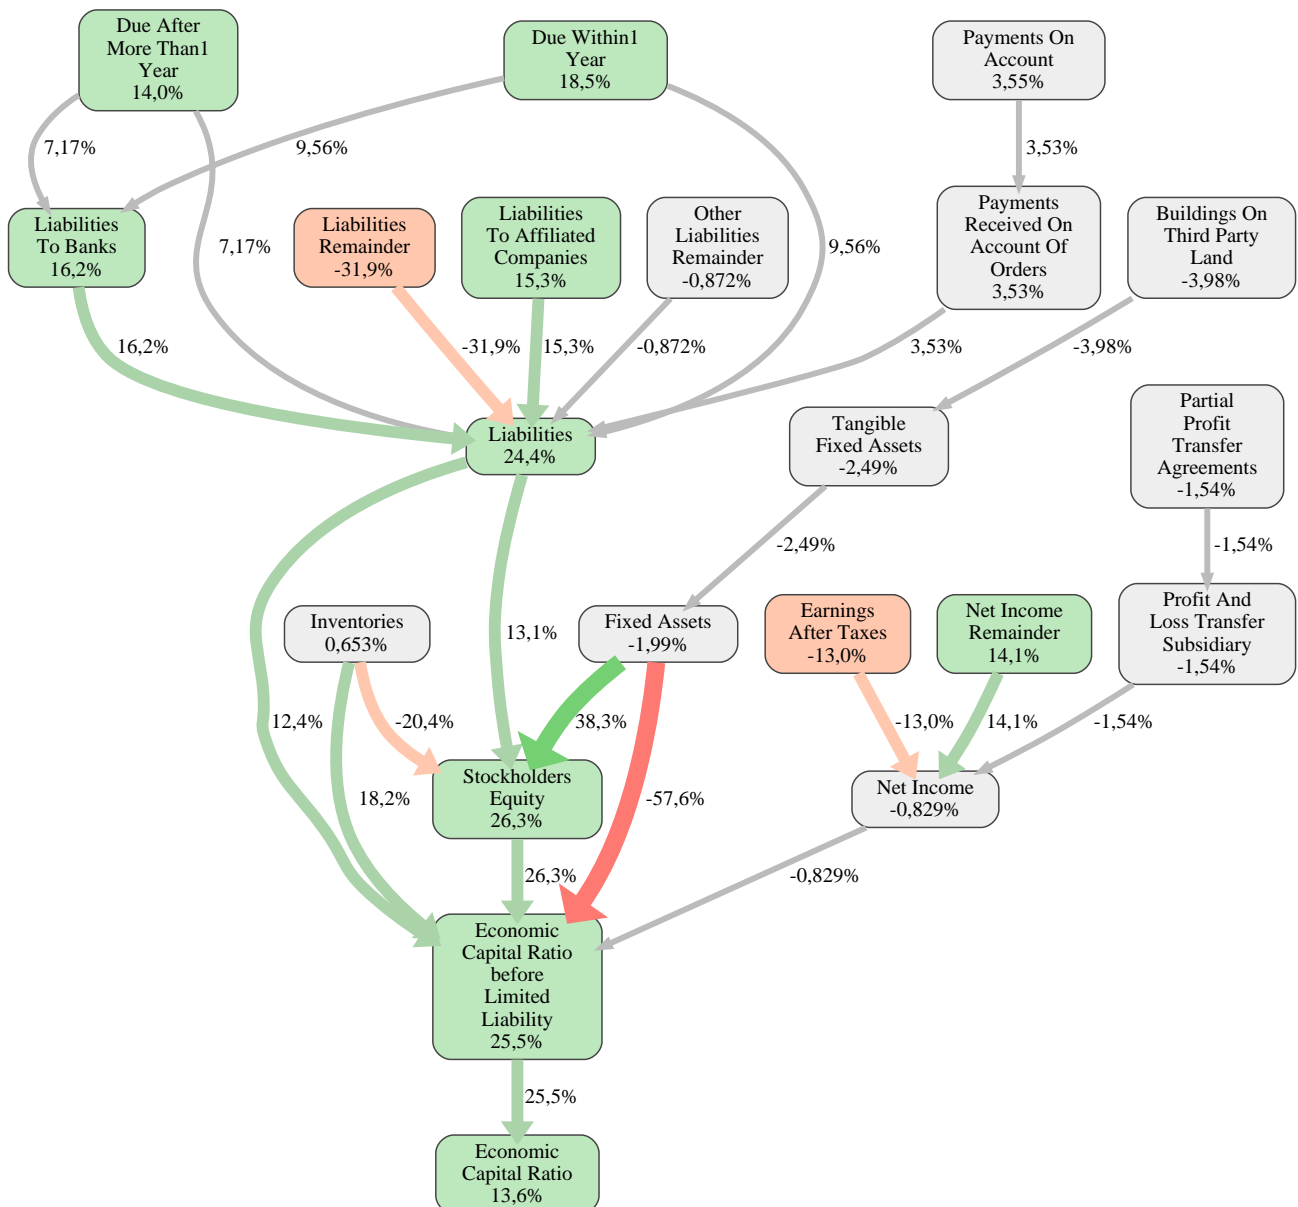 Due After
More Than1
Year
14,0%
Due Within1
Year
18,5%
Payments On
Account
3,55%
7,17%
9,56%
3,53%
Liabilities
To Banks
16,2%
Liabilities
Remainder
-31,9%
Liabilities
To Affiliated
Companies
15,3%
Other
Liabilities
Remainder
-0,872%
Payments
Received On
Account Of
Orders
3,53%
Buildings On
Third Party
Land
-3,98%
7,17%
9,56%
16,2%
-31,9%
15,3%
-0,872%
3,53%
-3,98%
Liabilities
24,4%
Tangible
Fixed Assets
-2,49%
Partial
Profit
Transfer
Agreements
-1,54%
-2,49%
-1,54%
Inventories
0,653%
13,1%
Fixed Assets
-1,99%
Earnings
After Taxes
-13,0%
Net Income
Remainder
14,1%
Profit And
Loss Transfer
Subsidiary
-1,54%
12,4%
-20,4%
38,3%
-13,0%
14,1%
-1,54%
18,2%
Stockholders
Equity
26,3%
-57,6%
Net Income
-0,829%
26,3%
-0,829%
Economic
Capital Ratio
before
Limited
Liability
25,5%
25,5%
Economic
Capital Ratio
13,6%